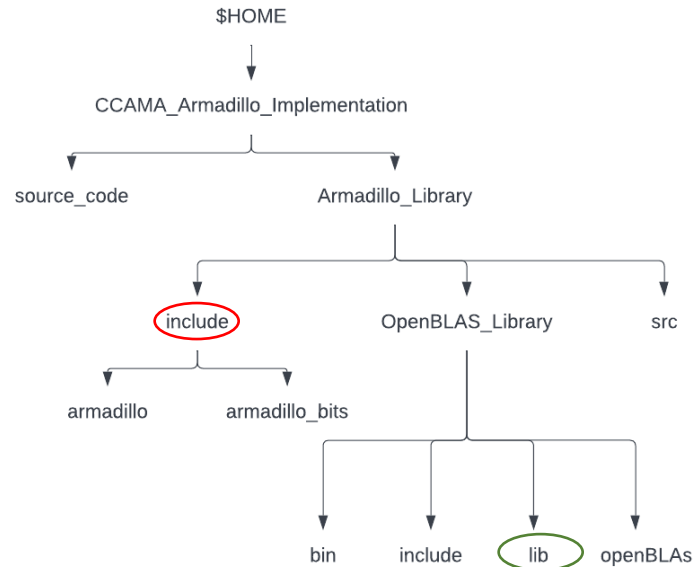 $HOME
CCAMA_Armadillo_Implementation
source_code
Armadillo_Library
include
OpenBLAS_Library
src
armadillo
armadillo_bits
bin
include
lib
openBLAs